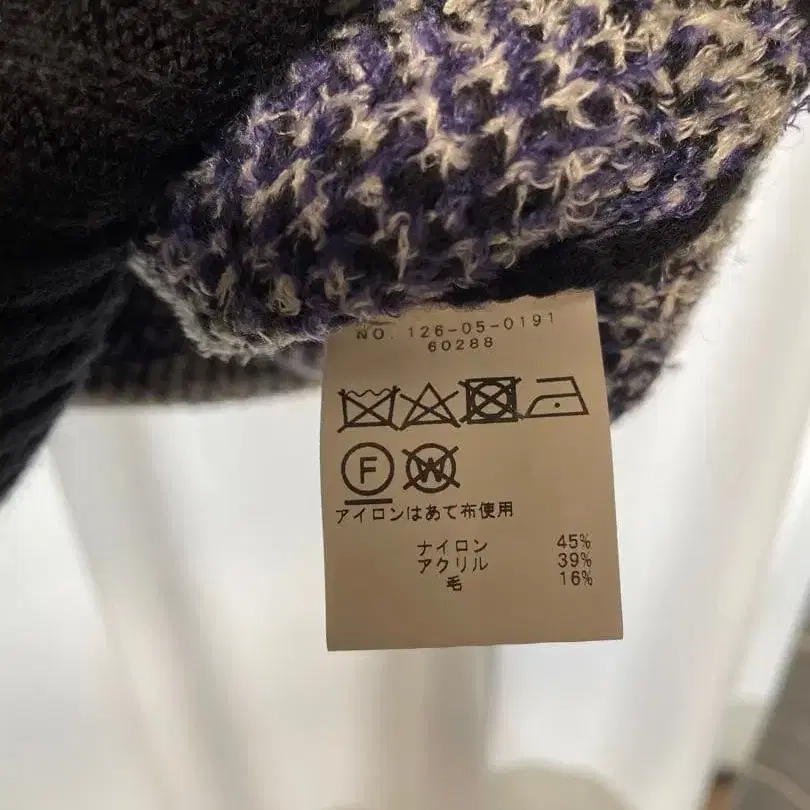 NO. 126-05-0191
60288
F W
アイロンはあて布使用
ナイロン 45%
アクリル 39%
毛 16%